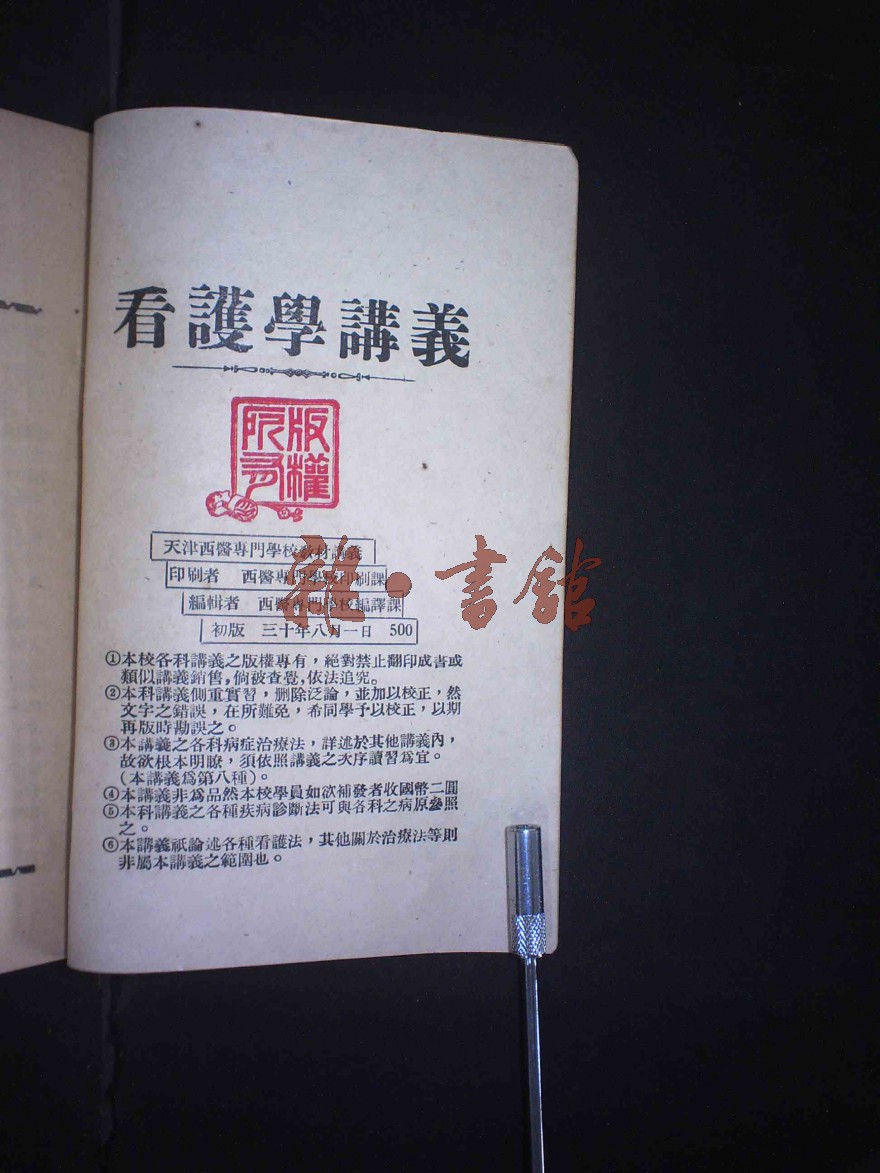 看護學講義
版權所有
天津西醫專門學校教材講義
印刷者　西醫專門學校印刷課
編輯者　西醫專門學校編譯課
初版　三十年八月一日　500
①本校各科講義之版權專有，絕對禁止翻印成書或
類似講義銷售，倘被查覺，依法追究。
②本科講義側重實習，刪除泛論，並加以校正，然
文字之錯誤，在所難免，希同學予以校正，以期
再版時勘誤之。
③本講義之各科病症治療法，詳述於其他講義內，
故欲根本明瞭，須依照講義之次序讀習爲宜。
(本講義爲第八種)。
④本講義非爲品然本校學員如欲補發者收國幣二圓
⑤本科講義之各種疾病診斷法可與各科之病原參照
之。
⑥本講義祇論述各種看護法，其他關於治療法等則
非屬本講義之範圍也。
雜·書館